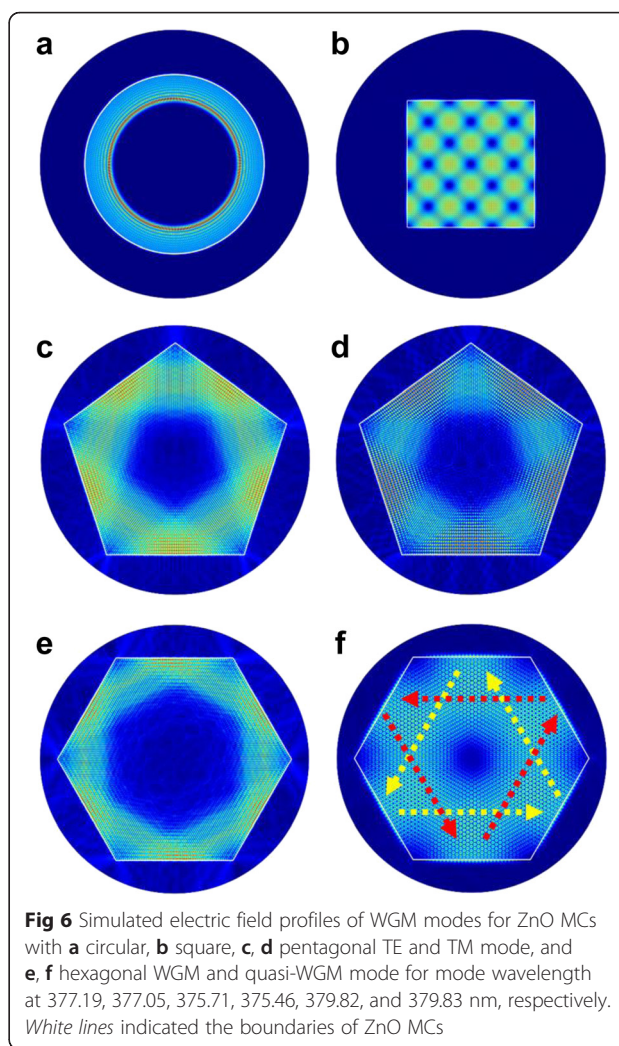 a
b
c
d
e
f
Fig 6 Simulated electric field profiles of WGM modes for ZnO MCs
with a circular, b square, c, d pentagonal TE and TM mode, and
e, f hexagonal WGM and quasi-WGM mode for mode wavelength
at 377.19, 377.05, 375.71, 375.46, 379.82, and 379.83 nm, respectively.
White lines indicated the boundaries of ZnO MCs